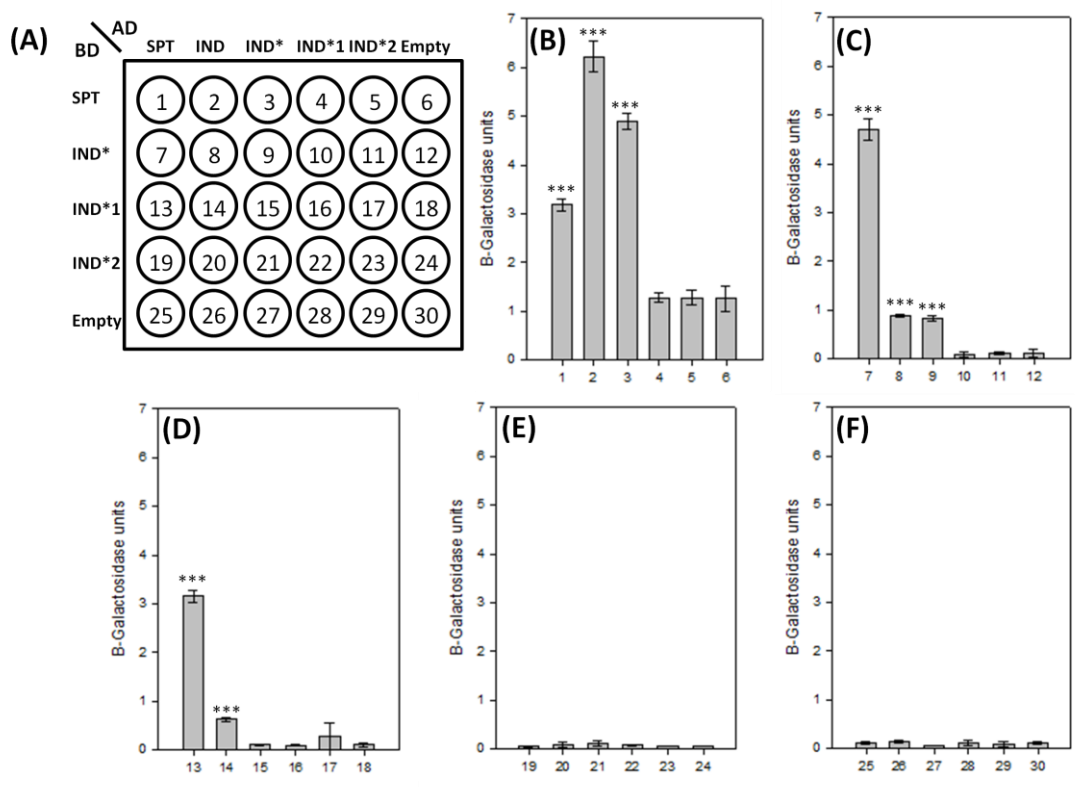 (A)
AD
BD
SPT IND IND* IND*1 IND*2 Empty
SPT 1 2 3 4 5 6
IND* 7 8 9 10 11 12
IND*1 13 14 15 16 17 18
IND*2 19 20 21 22 23 24
Empty 25 26 27 28 29 30
(B)
B-Galactosidase units
7
6
5
4
3
2
1
0
*** *** ***
1 2 3 4 5 6
(C)
B-Galactosidase units
7
6
5
4
3
2
1
0
*** *** ***
7 8 9 10 11 12
(D)
B-Galactosidase units
7
6
5
4
3
2
1
0
*** ***
13 14 15 16 17 18
(E)
B-Galactosidase units
7
6
5
4
3
2
1
0
19 20 21 22 23 24
(F)
B-Galactosidase units
7
6
5
4
3
2
1
0
25 26 27 28 29 30